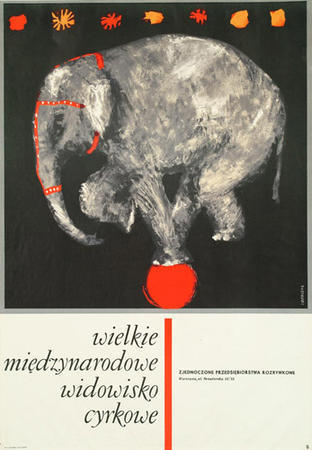 wielkie
międzynarodowe
widowisko
cyrkowe
ZJEDNOCZONE PRZEDSIĘBIORSTWA ROZRYWKOWE